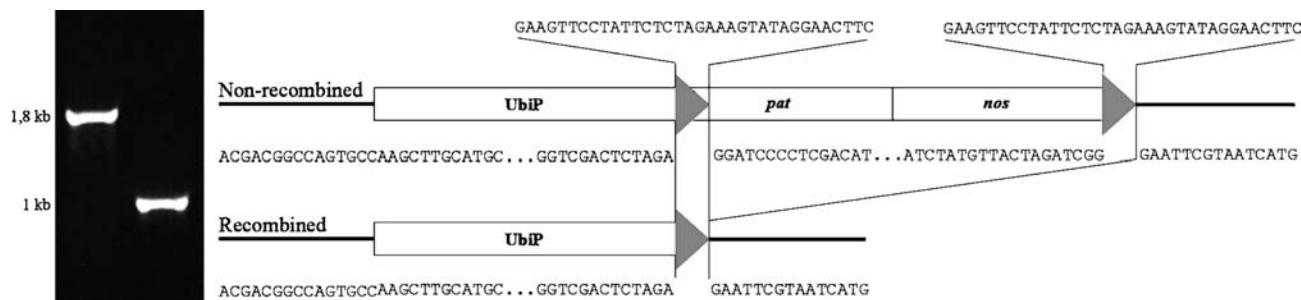 GAAGTTCCTATTCTCTAGAAAGTATAGGAACTTC GAAGTTCCTATTCTCTAGAAAGTATAGGAACTTC
Non-recombined
UbiP pat nos
1,8 kb
ACGACGGCCAGTGCCAAGCTTGCATGC...GGTCGACTCTAGA GGATCCCCTCGACAT...ATCTATGTTACTAGATCGG GAATTCGTAATCATG
1 kb
Recombined
UbiP
ACGACGGCCAGTGCCAAGCTTGCATGC...GGTCGACTCTAGA GAATTCGTAATCATG